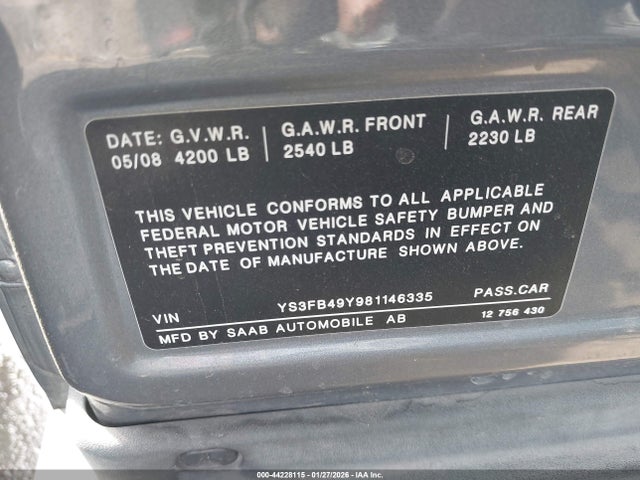 DATE: G.V.W.R. G.A.W.R. FRONT G.A.W.R. REAR
05/08 4200 LB 2540 LB 2230 LB
THIS VEHICLE CONFORMS TO ALL APPLICABLE
FEDERAL MOTOR VEHICLE SAFETY BUMPER AND
THEFT PREVENTION STANDARDS IN EFFECT ON
THE DATE OF MANUFACTURE SHOWN ABOVE.
VIN YS3FB49Y981146335 PASS.CAR
MFD BY SAAB AUTOMOBILE AB 12 756 430
000-44228115 - 01/27/2026 - IAA Inc.